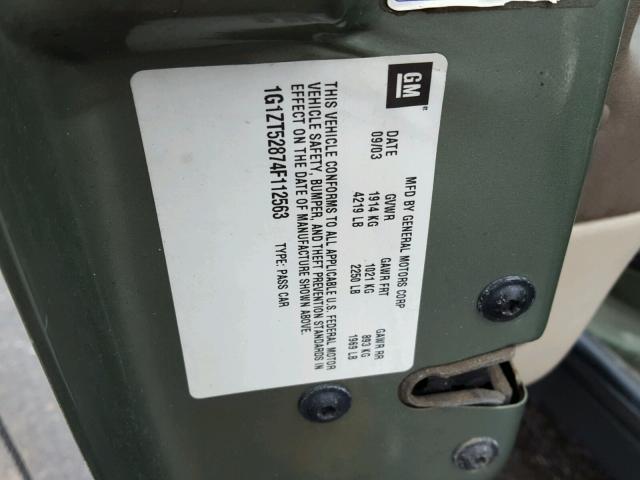 GM
MFD BY GENERAL MOTORS CORP
DATE GVWR GAWR FRT GAWR RR
09/03 1914 KG 1021 KG 893 KG
4219 LB 2250 LB 1969 LB
THIS VEHICLE CONFORMS TO ALL APPLICABLE U.S. FEDERAL MOTOR
VEHICLE SAFETY, BUMPER, AND THEFT PREVENTION STANDARDS IN
EFFECT ON THE DATE OF MANUFACTURE SHOWN ABOVE.
1G1ZT52874F112563 TYPE: PASS CAR